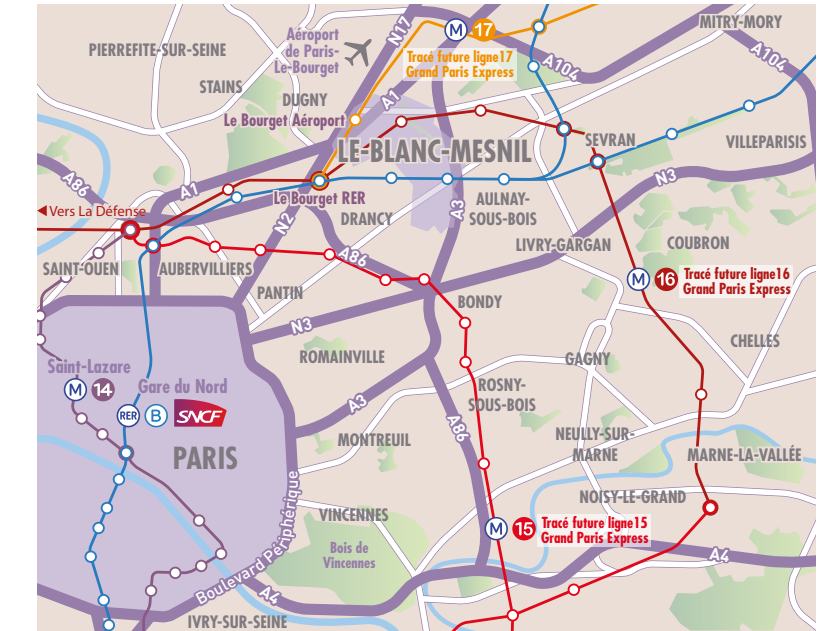 N17
M 17
MITRY-MORY
Aéroport
de Paris-
Le-Bourget
PIERREFITE-SUR-SEINE
Tracé future ligne17
Grand Paris Express
A104
A104
STAINS
DUGNY
A1
Le Bourget Aéroport
LE-BLANC-MESNIL
SEVRAN
VILLEPARISIS
A86
A1
N3
Le Bourget RER
Vers La Défense
N2
DRANCY
A3
AULNAY-
SOUS-BOIS
LIVRY-GARGAN
COUBRON
SAINT-OUEN
AUBERVILLIERS
A86
M 16
Tracé future ligne16
Grand Paris Express
PANTIN
BONDY
N3
CHELLES
ROMAINVILLE
GAGNY
Saint-Lazare
M 14
Gare du Nord
RER B SNCF
A3
ROSNY-
SOUS-BOIS
A86
PARIS
MONTREUIL
NEUILLY-SUR-
MARNE
MARNE-LA-VALLÉE
NOISY-LE-GRAND
Boulevard Périphérique
VINCENNES
M 15
Tracé future ligne15
Grand Paris Express
Bois de
Vincennes
A4
A4
IVRY-SUR-SEINE